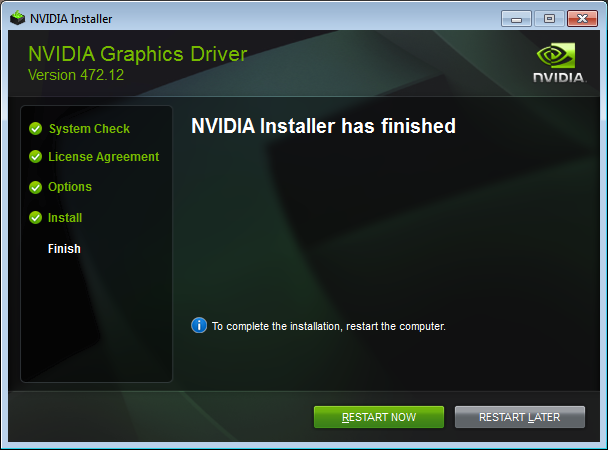 NVIDIA Installer
NVIDIA Graphics Driver
Version 472.12
NVIDIA.
System Check
License Agreement
Options
Install
Finish
NVIDIA Installer has finished
To complete the installation, restart the computer.
RESTART NOW
RESTART LATER